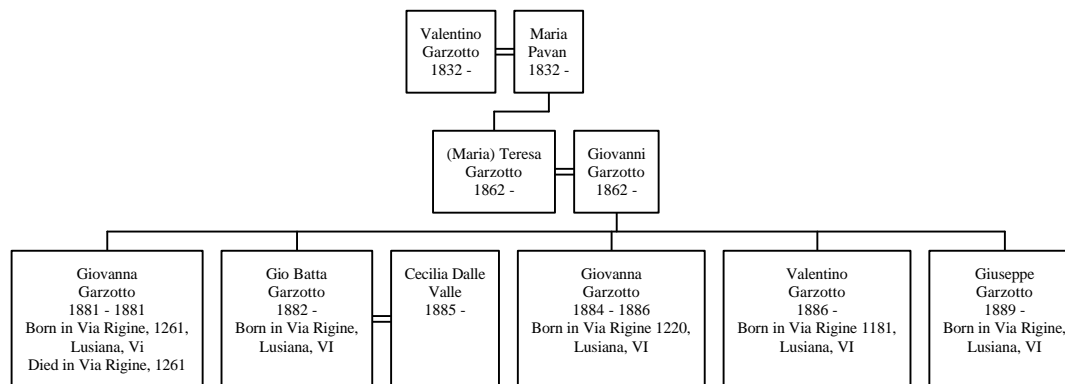 Valentino
Garzotto
1832 -
Maria
Pavan
1832 -
(Maria) Teresa
Garzotto
1862 -
Giovanni
Garzotto
1862 -
Giovanna
Garzotto
1881 - 1881
Born in Via Rigine, 1261,
Lusiana, Vi
Died in Via Rigine, 1261
Gio Batta
Garzotto
1882 -
Born in Via Rigine,
Lusiana, VI
Cecilia Dalle
Valle
1885 -
Giovanna
Garzotto
1884 - 1886
Born in Via Rigine 1220,
Lusiana, VI
Valentino
Garzotto
1886 -
Born in Via Rigine 1181,
Lusiana, VI
Giuseppe
Garzotto
1889 -
Born in Via Rigine,
Lusiana, VI